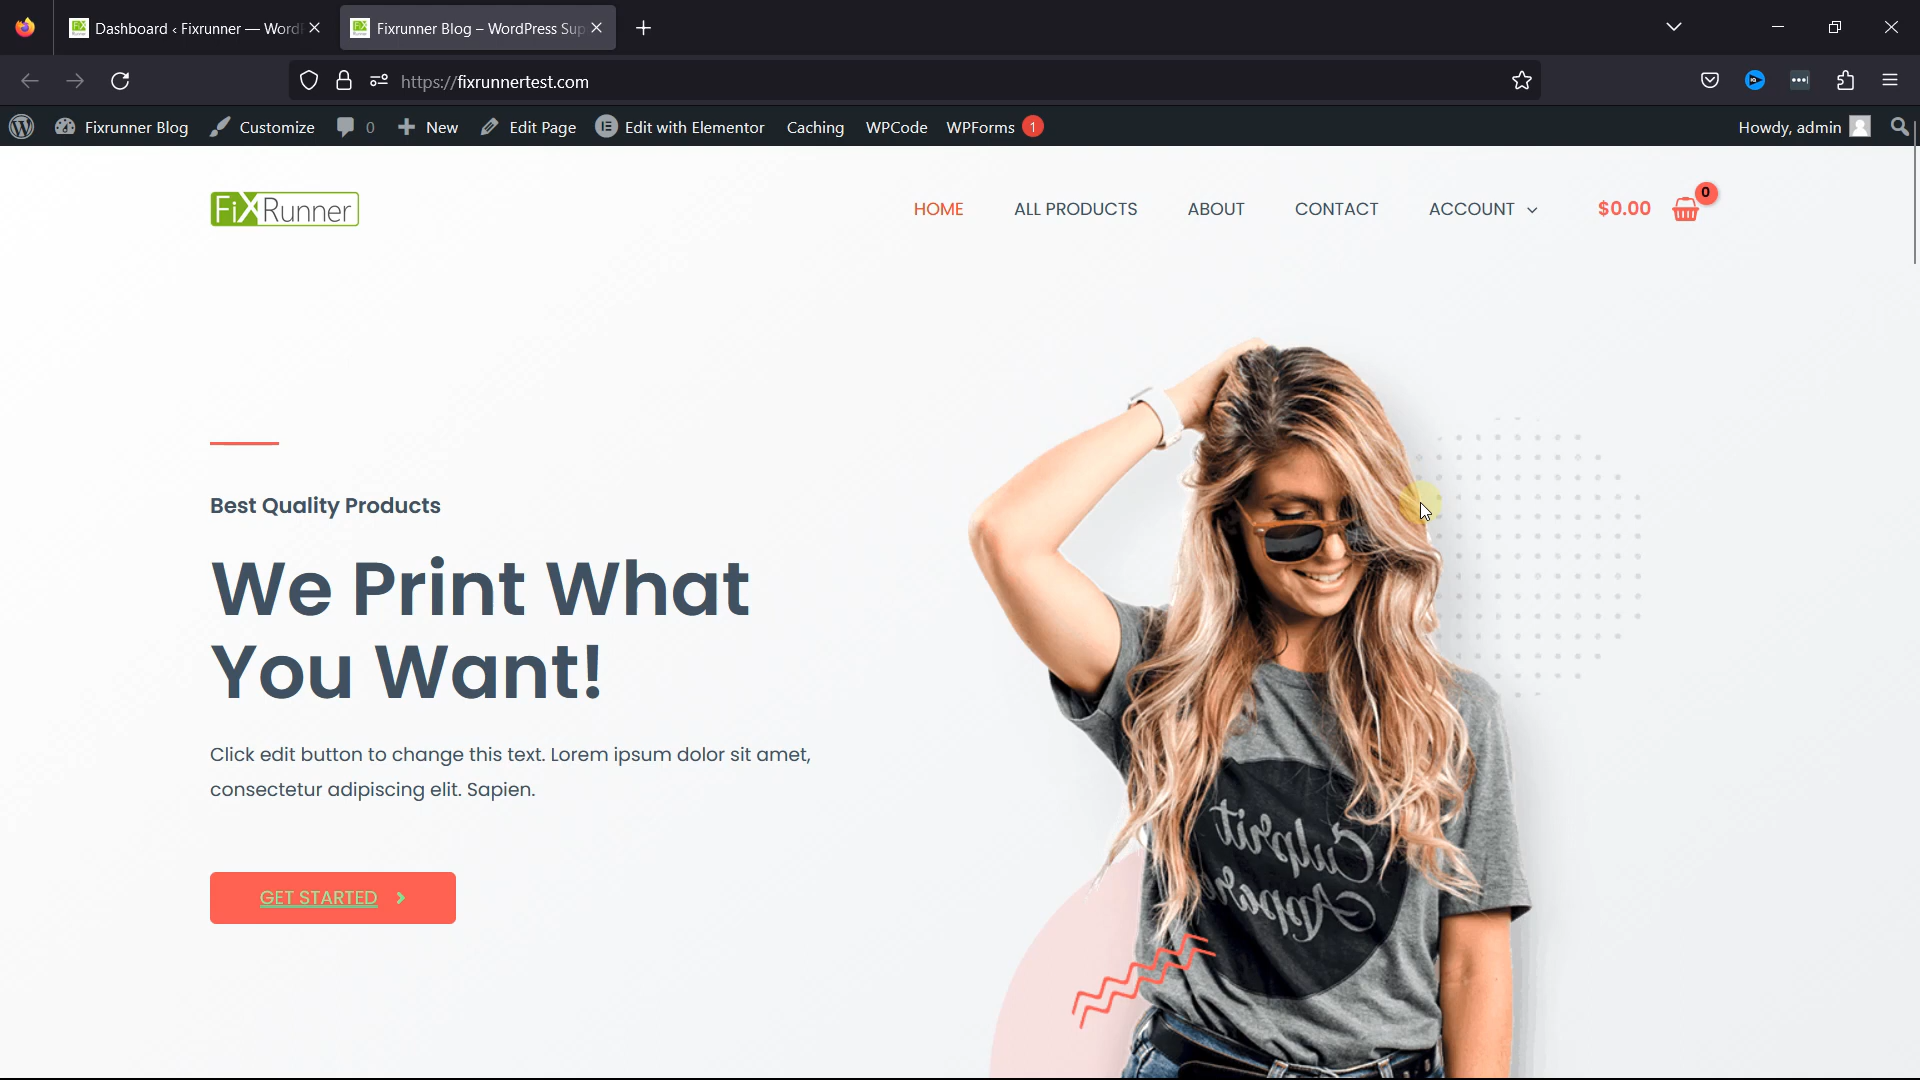 Dashboard ‹ Fixrunner — Word
Fixrunner Blog – WordPress Sup
https://fixrunnertest.com
Fixrunner Blog
Customize
0
New
Edit Page
Edit with Elementor
Caching
WPCode
WPForms 1
Howdy, admin
FiXRunner
HOME
ALL PRODUCTS
ABOUT
CONTACT
ACCOUNT
$0.00
0
Best Quality Products
We Print What
You Want!
Click edit button to change this text. Lorem ipsum dolor sit amet,
consectetur adipiscing elit. Sapien.
GET STARTED
Culprit
Apparel